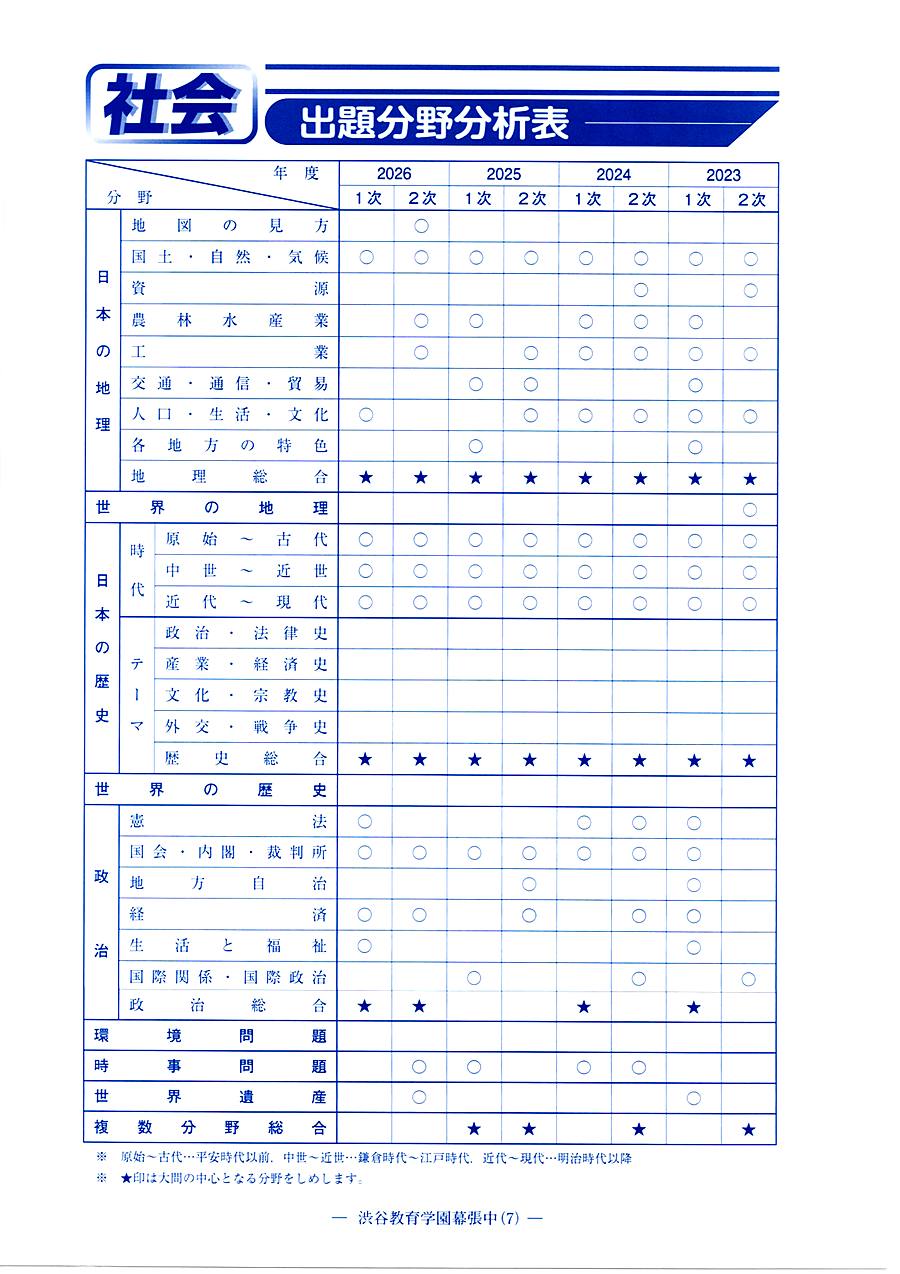 社会
出題分野分析表
年度 2026 2025 2024 2023
分野 1次 2次 1次 2次 1次 2次 1次 2次
日本の地理
地図の見方 ○
国土・自然・気候 ○ ○ ○ ○ ○ ○ ○ ○
資源 ○ ○
農林水産業 ○ ○ ○ ○ ○
工業 ○ ○ ○ ○ ○ ○
交通・通信・貿易 ○ ○ ○
人口・生活・文化 ○ ○ ○ ○ ○ ○
各地方の特色 ○ ○
地理総合 ★ ★ ★ ★ ★ ★ ★ ★
世界の地理 ○
日本の歴史
時代
原始～古代 ○ ○ ○ ○ ○ ○ ○ ○
中世～近世 ○ ○ ○ ○ ○ ○ ○ ○
近代～現代 ○ ○ ○ ○ ○ ○ ○ ○
テーマ
政治・法律史
産業・経済史
文化・宗教史
外交・戦争史
歴史総合 ★ ★ ★ ★ ★ ★ ★ ★
世界の歴史
政治
憲法 ○ ○ ○ ○
国会・内閣・裁判所 ○ ○ ○ ○ ○ ○ ○
地方自治 ○ ○
経済 ○ ○ ○ ○ ○
生活と福祉 ○ ○
国際関係・国際政治 ○ ○ ○
政治総合 ★ ★ ★ ★
環境問題
時事問題 ○ ○ ○ ○
世界遺産 ○ ○
複数分野総合 ★ ★ ★ ★
※ 原始～古代…平安時代以前，中世～近世…鎌倉時代～江戸時代，近代～現代…明治時代以降
※ ★印は大問の中心となる分野をしめします。
― 渋谷教育学園幕張中(7) ―